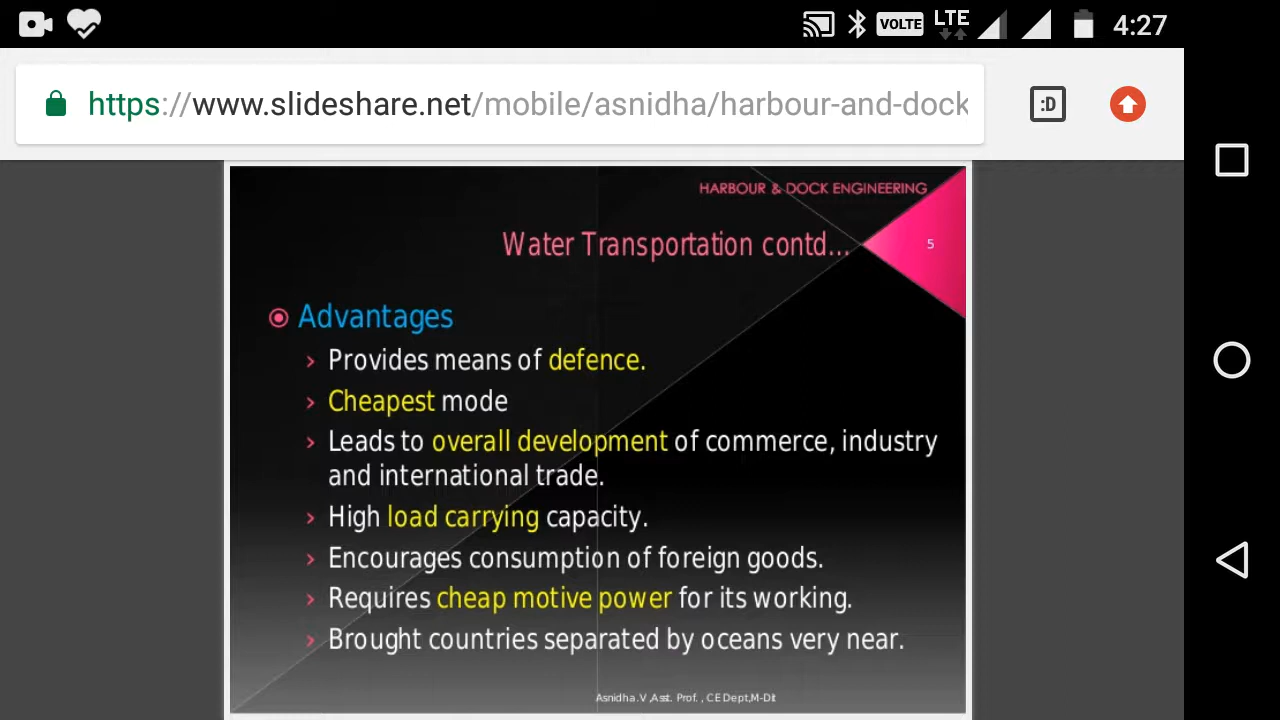 VOLTE LTE 4:27
https://www.slideshare.net/mobile/asnidha/harbour-and-dock :D
HARBOUR & DOCK ENGINEERING
Water Transportation contd... 5
Advantages
Provides means of defence.
Cheapest mode
Leads to overall development of commerce, industry
and international trade.
High load carrying capacity.
Encourages consumption of foreign goods.
Requires cheap motive power for its working.
Brought countries separated by oceans very near.
Asnidha.V,Asst. Prof. , CE Dept,M-Dit